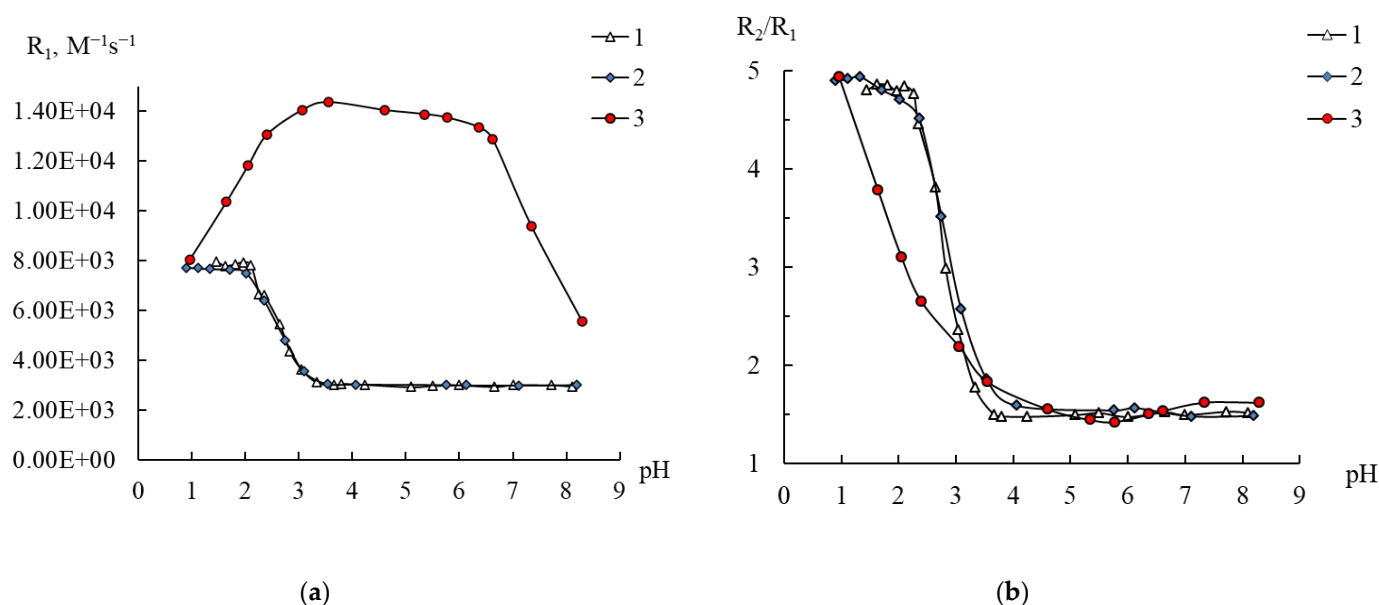 R₁, M⁻¹s⁻¹
1
2
3
1.40E+04
1.20E+04
1.00E+04
8.00E+03
6.00E+03
4.00E+03
2.00E+03
0.00E+00
0 1 2 3 4 5 6 7 8 9
pH
(a)
R₂/R₁
1
2
3
5
4
3
2
1
0 1 2 3 4 5 6 7 8 9
pH
(b)